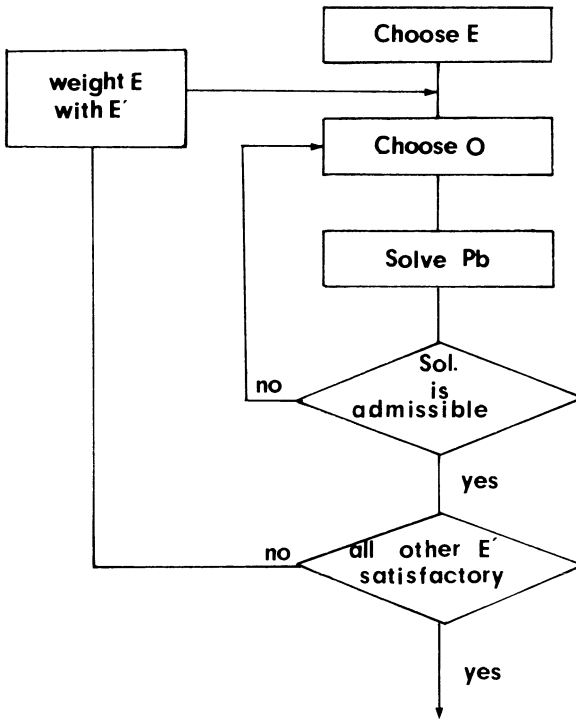 Choose E
weight E
with E´
Choose O
Solve Pb
Sol.
is
admissible
no
yes
all other E´
satisfactory
no
yes